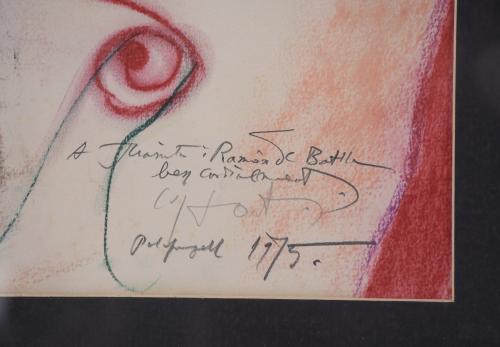 A i Ramón de Batlle
ben cordialment
Palafrugell 1975.